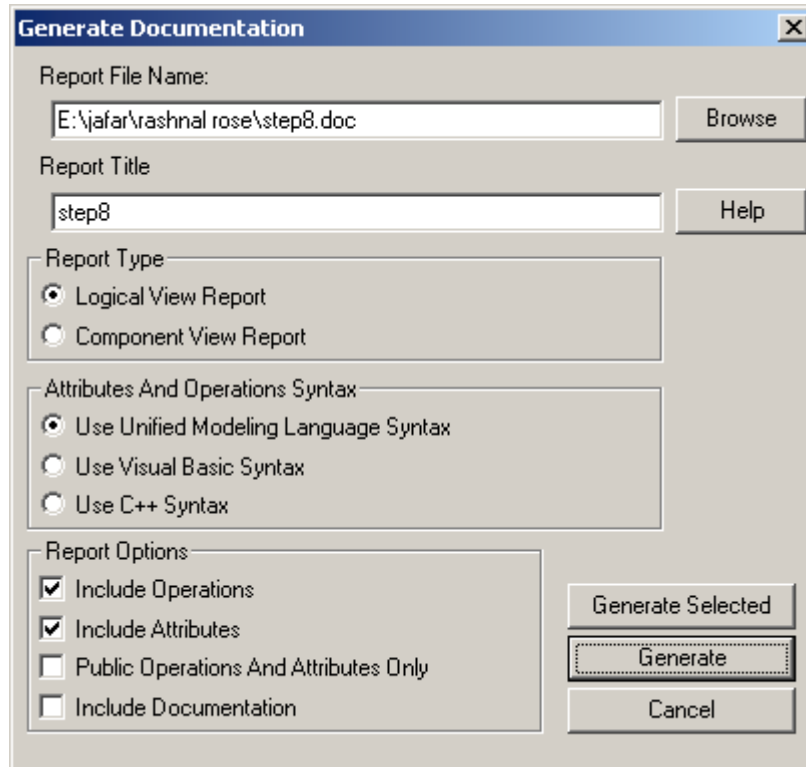 Generate Documentation
Report File Name:
E:\jafar\rashnal rose\step8.doc
Browse
Report Title
step8
Help
Report Type
Logical View Report
Component View Report
Attributes And Operations Syntax
Use Unified Modeling Language Syntax
Use Visual Basic Syntax
Use C++ Syntax
Report Options
Include Operations
Include Attributes
Public Operations And Attributes Only
Include Documentation
Generate Selected
Generate
Cancel